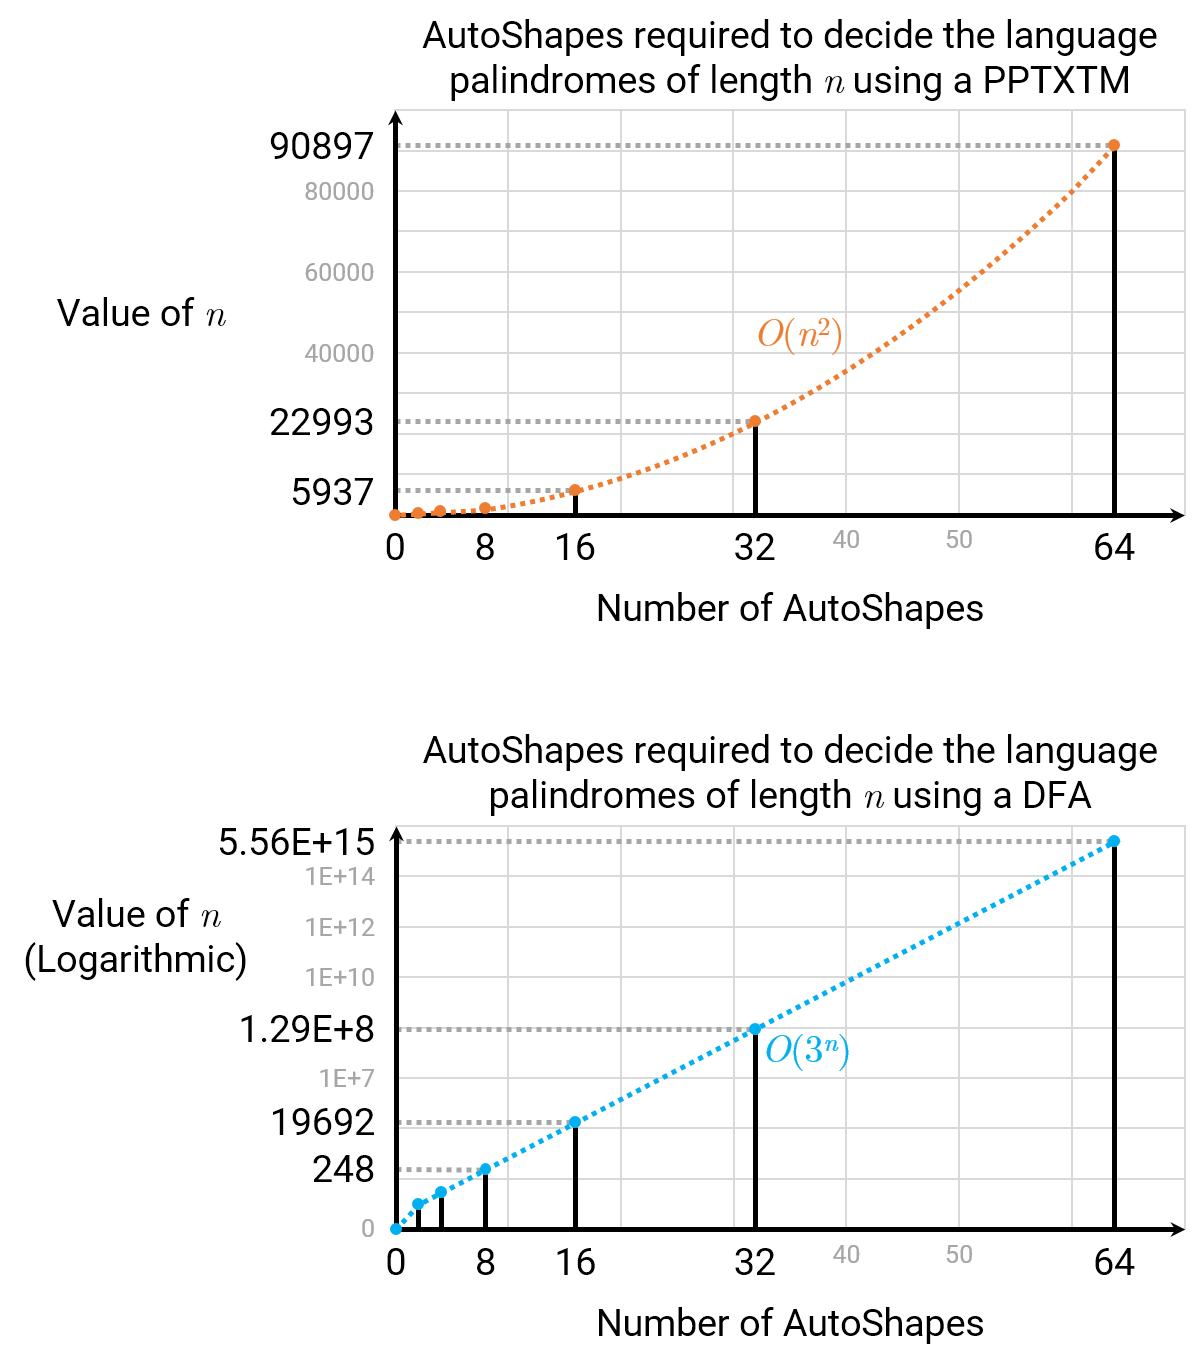 AutoShapes required to decide the language
palindromes of length n using a PPTXTM
90897
80000
60000
Value of n
40000
O(n²)
22993
5937
0 8 16 32 40 50 64
Number of AutoShapes
AutoShapes required to decide the language
palindromes of length n using a DFA
5.56E+15
1E+14
Value of n
(Logarithmic)
1E+12
1E+10
1.29E+8
O(3ⁿ)
1E+7
19692
248
0
0 8 16 32 40 50 64
Number of AutoShapes